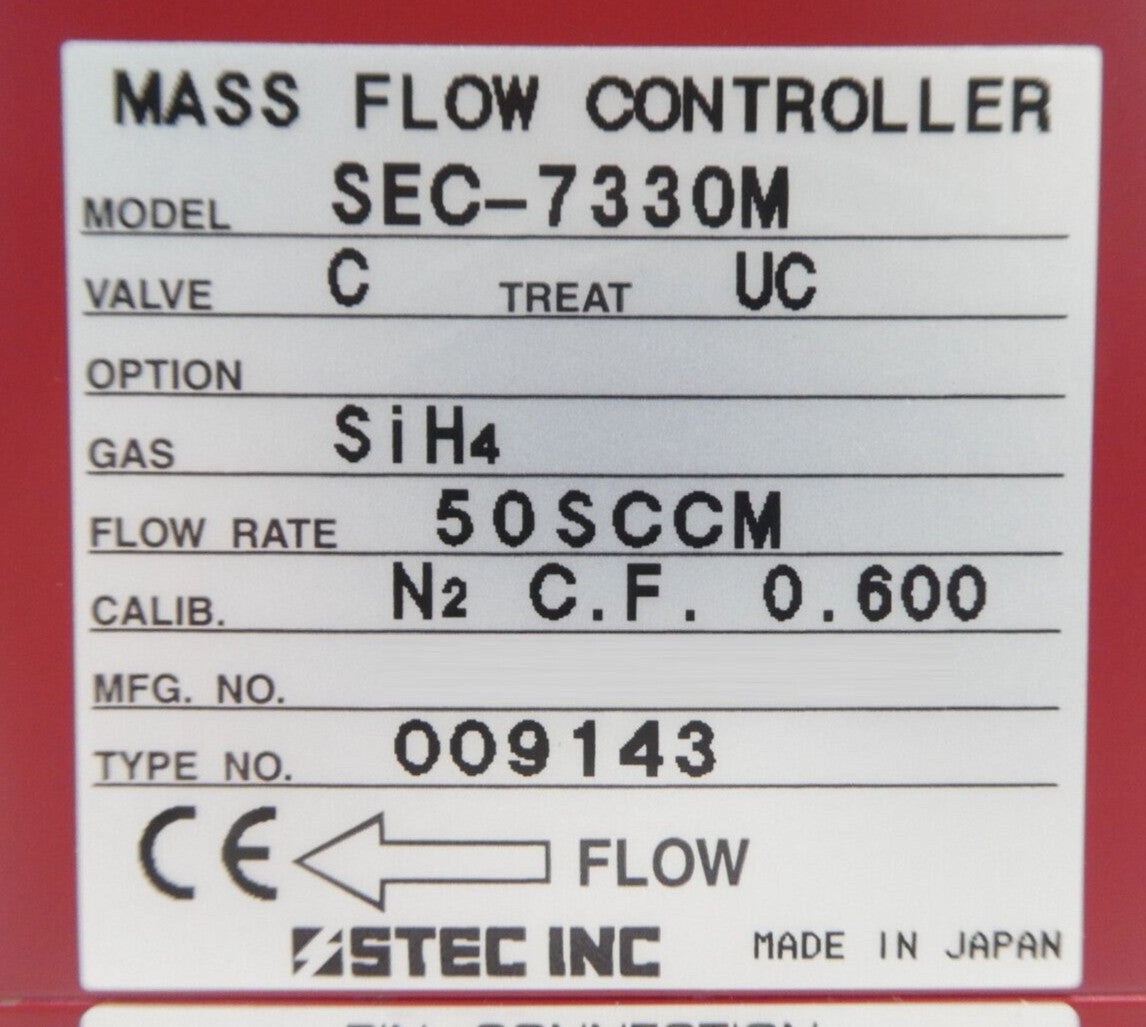 MASS FLOW CONTROLLER
MODEL SEC-7330M
VALVE C TREAT UC
OPTION
GAS SiH4
FLOW RATE 50SCCM
CALIB. N2 C.F. 0.600
MFG. NO.
TYPE NO. 009143
CE FLOW
STEC INC MADE IN JAPAN